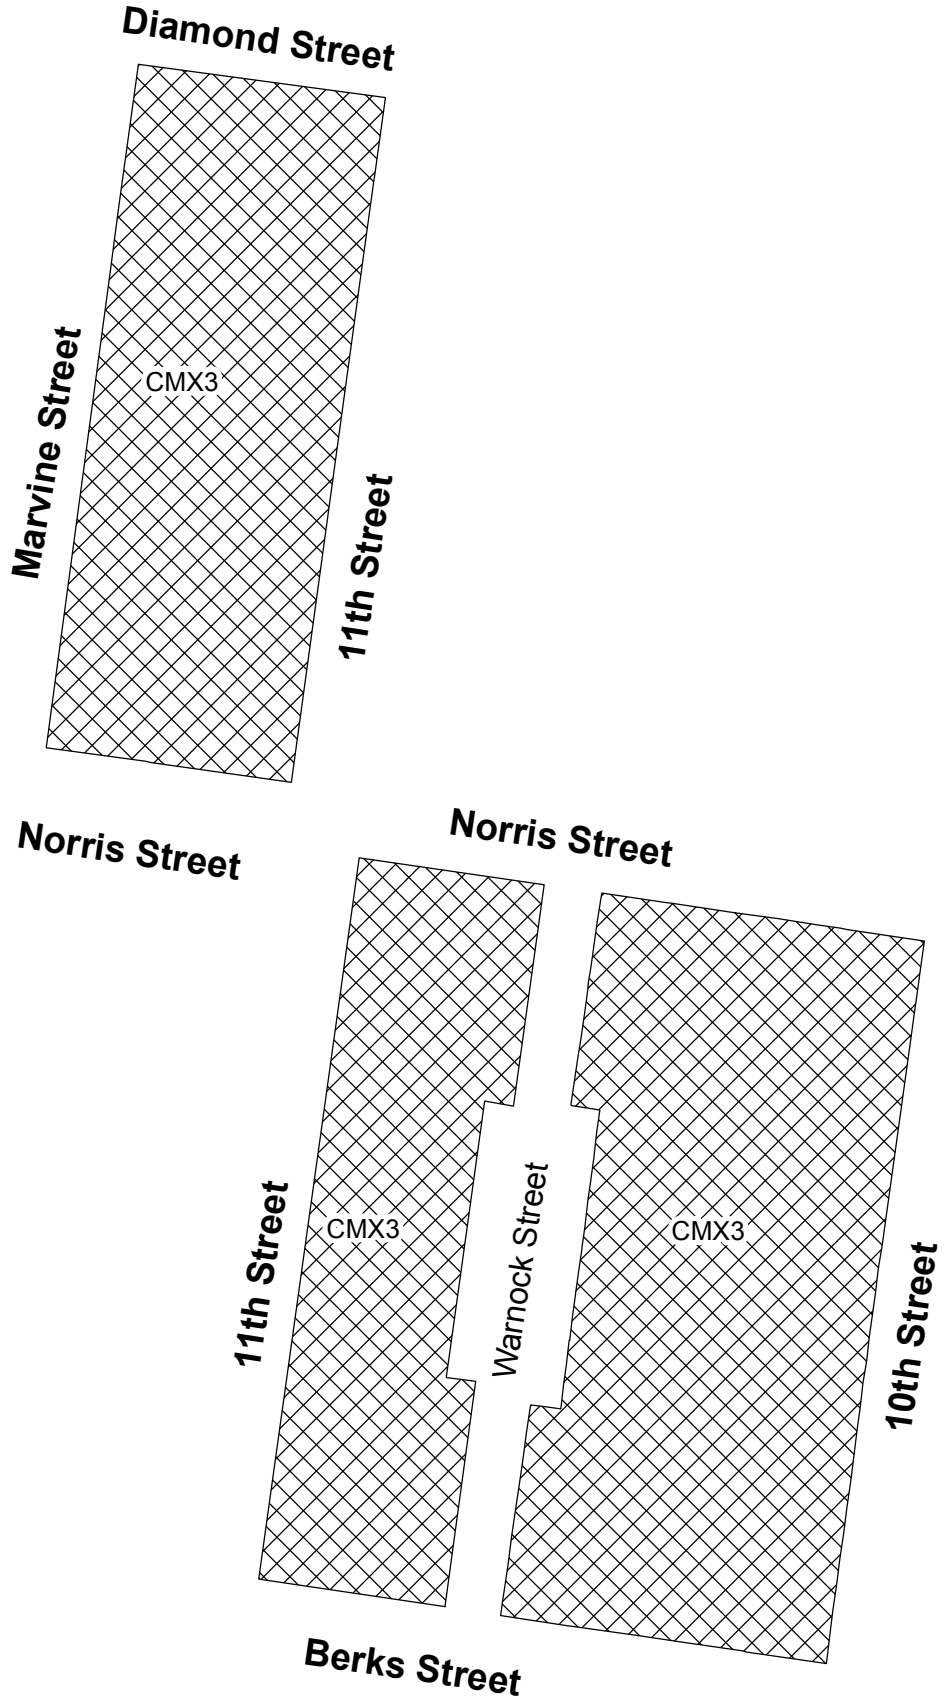 Diamond Street
Marvine Street
CMX3
11th Street
Norris Street
Norris Street
11th Street
CMX3
Warnock Street
CMX3
10th Street
Berks Street